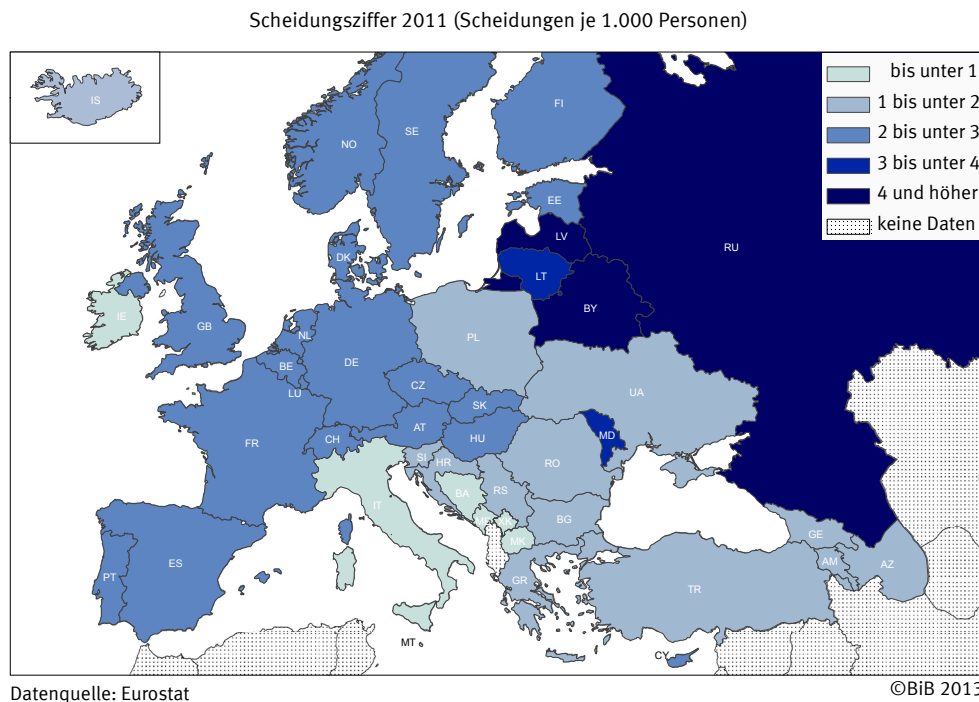 Scheidungsziffer 2011 (Scheidungen je 1.000 Personen)
bis unter 1
1 bis unter 2
2 bis unter 3
3 bis unter 4
4 und höher
keine Daten
IS
FI
SE
NO
EE
RU
LV
DK
LT
BY
IE
GB
NL
PL
BE
DE
LU
CZ
UA
SK
FR
AT
MD
CH
HU
SI
HR
RO
IT
BA
RS
ME
XK
BG
MK
GE
AM
AZ
PT
ES
GR
TR
MT
CY
Datenquelle: Eurostat
©BiB 2013